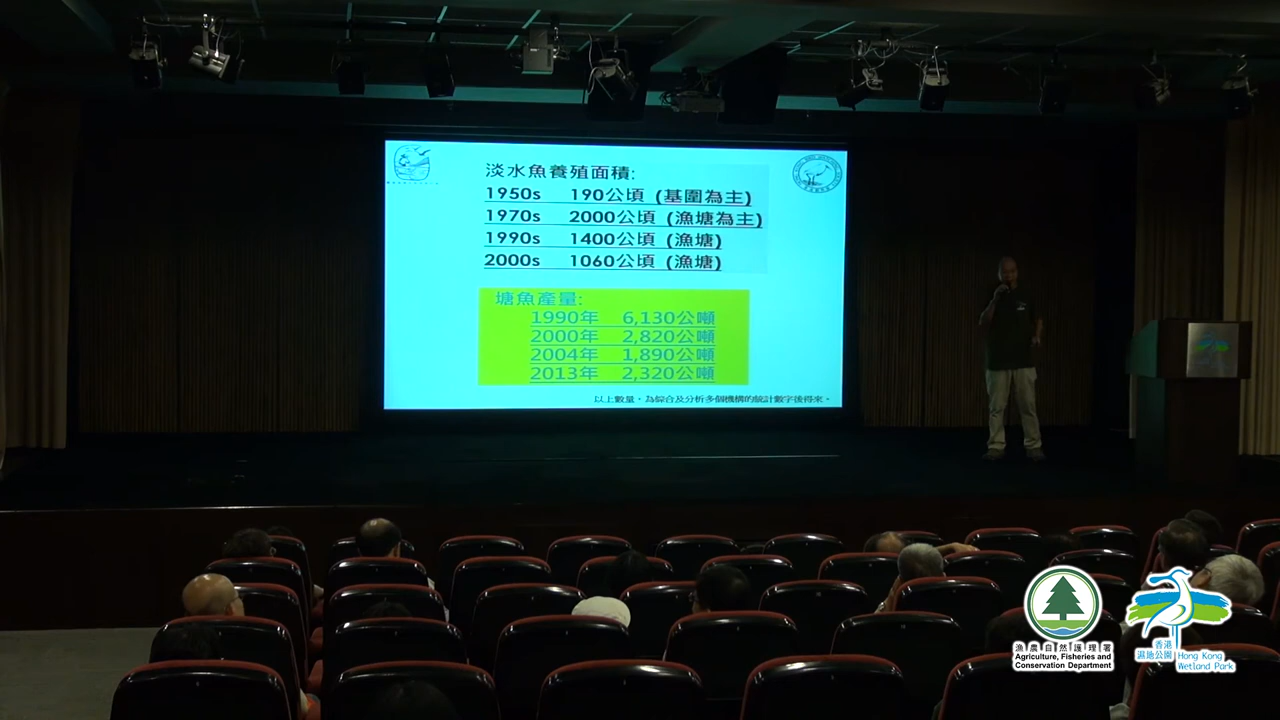 淡水魚養殖面積:
1950s 190公頃 (基圍為主)
1970s 2000公頃 (漁塘為主)
1990s 1400公頃 (漁塘)
2000s 1060公頃 (漁塘)
塘魚產量:
1990年 6,130公噸
2000年 2,820公噸
2004年 1,890公噸
2013年 2,320公噸
以上數量，為綜合及分析多個機構的統計數字後得來。
漁農自然護理署
Agriculture, Fisheries and
Conservation Department
香港
濕地公園
Hong Kong
Wetland Park